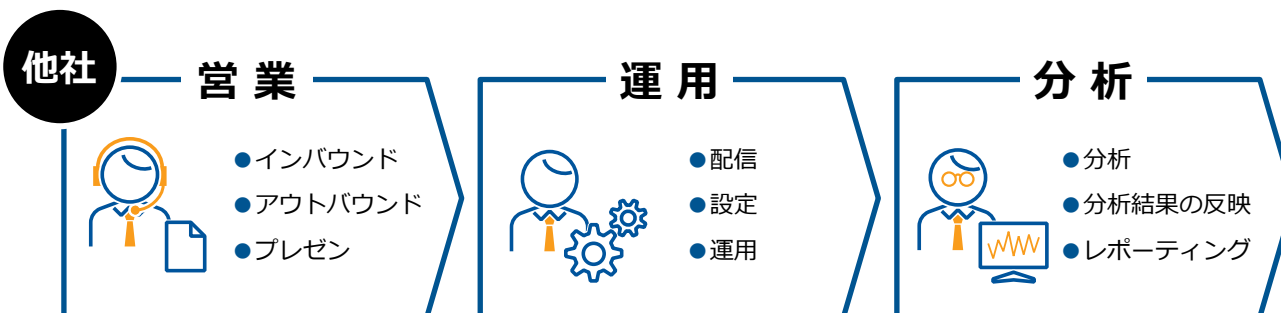 他社
営業
●インバウンド
●アウトバウンド
●プレゼン
運用
●配信
●設定
●運用
分析
●分析
●分析結果の反映
●レポーティング